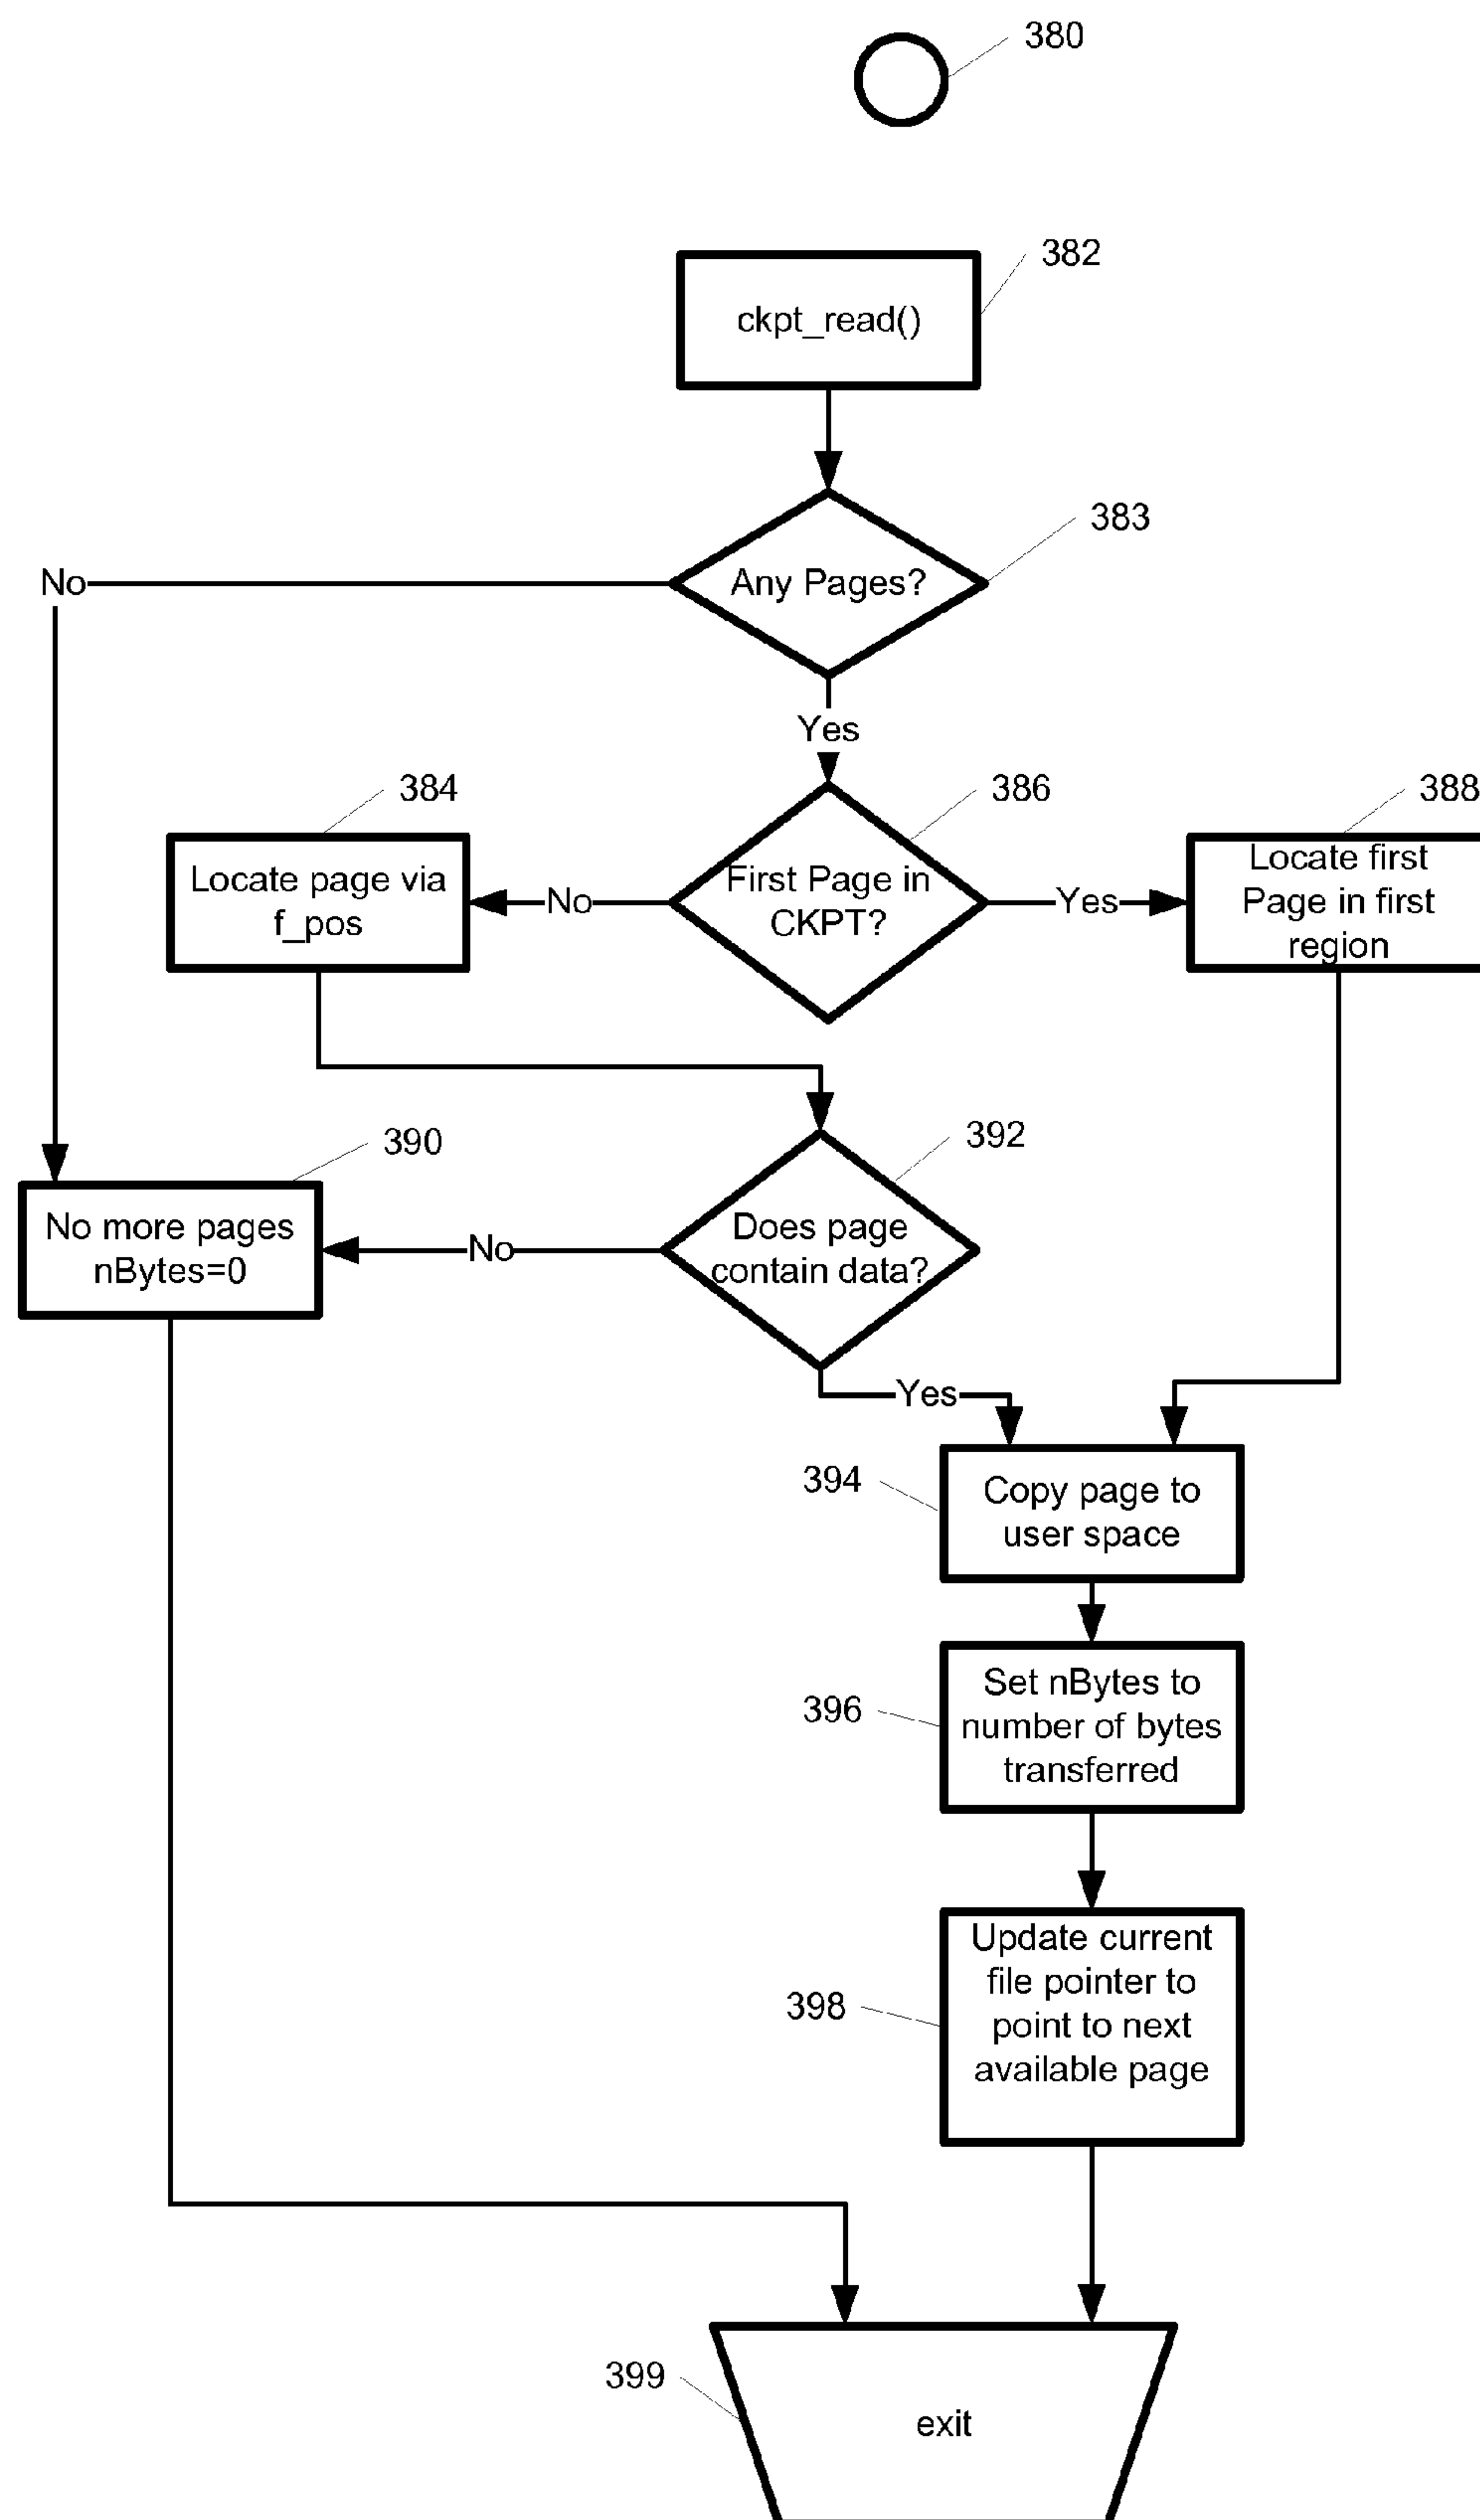 380
382
ckpt_read()
383
Any Pages?
No
Yes
384
386
388
Locate page via
f_pos
No
First Page in
CKPT?
Yes
Locate first
Page in first
region
390
392
No more pages
nBytes=0
No
Does page
contain data?
Yes
394
Copy page to
user space
396
Set nBytes to
number of bytes
transferred
398
Update current
file pointer to
point to next
available page
399
exit